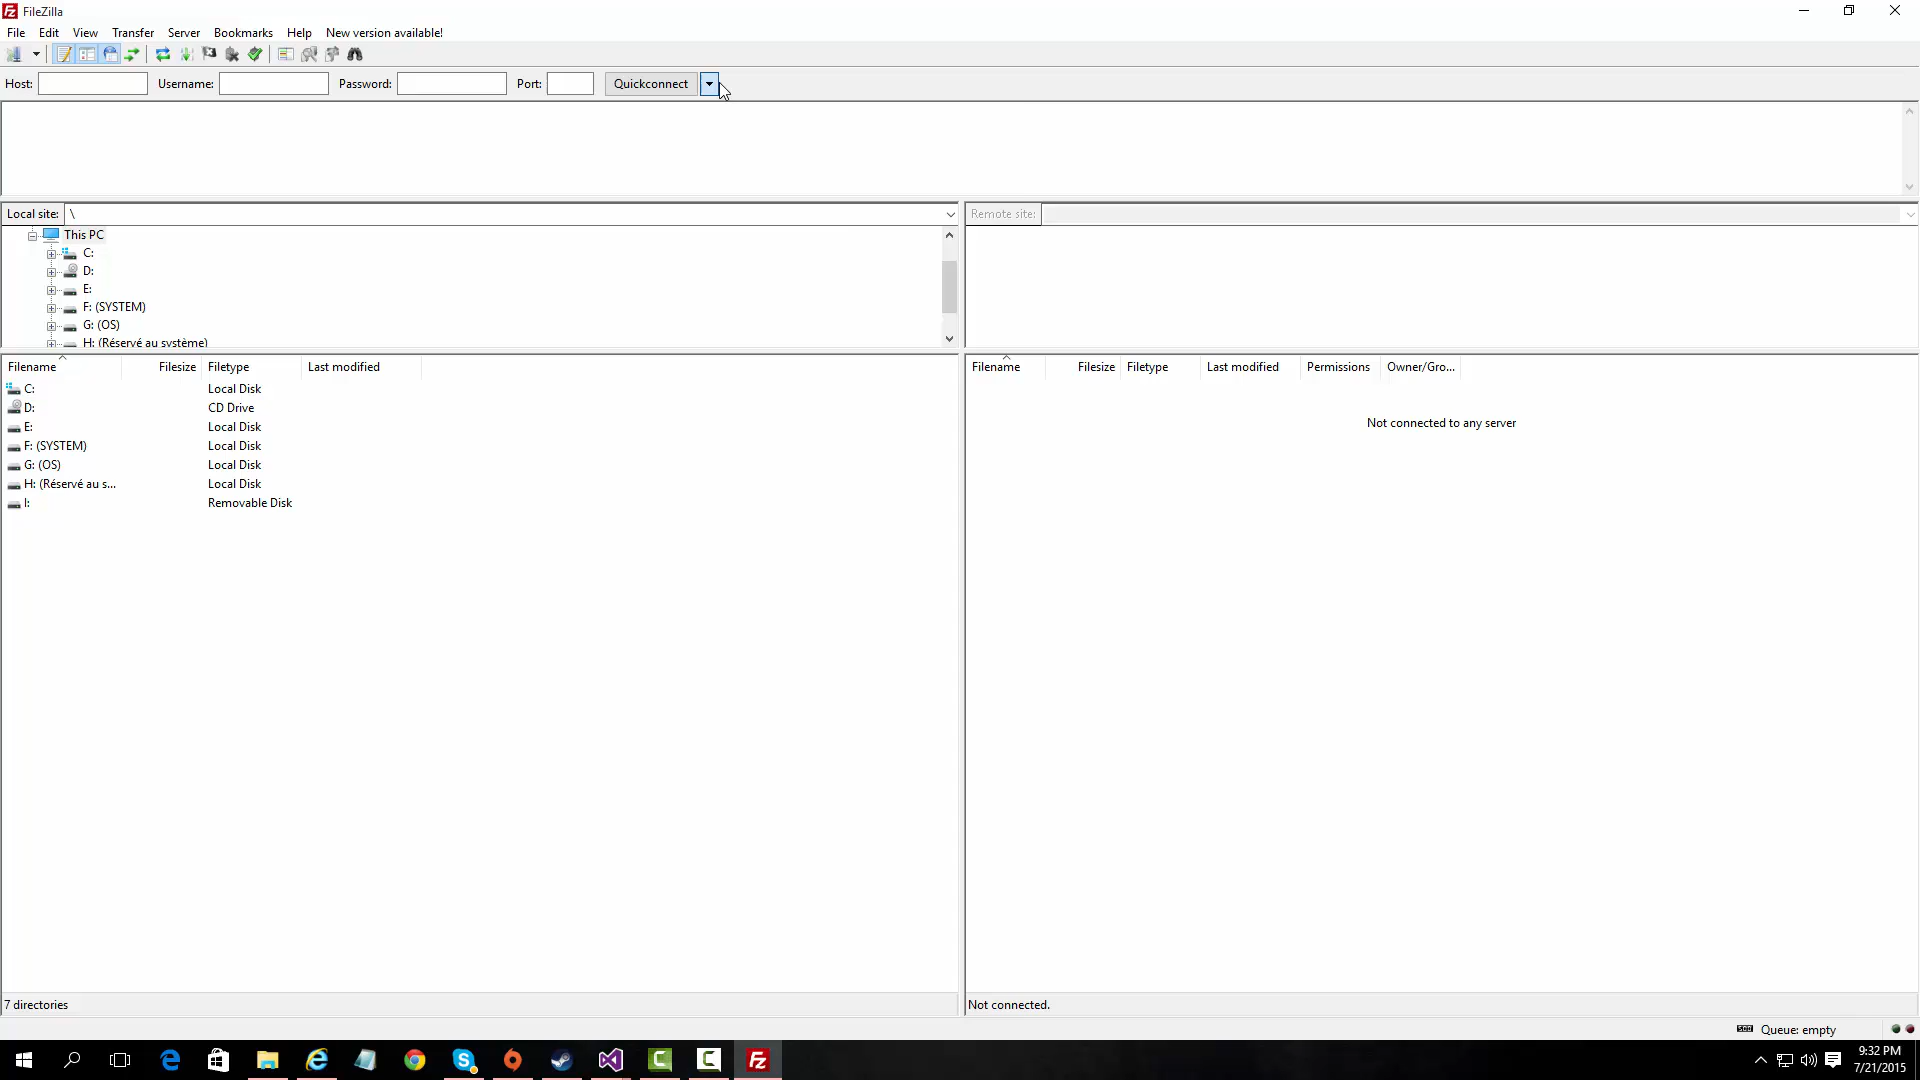 FileZilla
File Edit View Transfer Server Bookmarks Help New version available!
Host: Username: Password: Port: Quickconnect
Local site: \
Remote site:
This PC
C:
D:
E:
F: (SYSTEM)
G: (OS)
H: (Réservé au système)
Filename Filesize Filetype Last modified
C: Local Disk
D: CD Drive
E: Local Disk
F: (SYSTEM) Local Disk
G: (OS) Local Disk
H: (Réservé au s... Local Disk
I: Removable Disk
7 directories
Filename Filesize Filetype Last modified Permissions Owner/Gro...
Not connected to any server
Not connected.
Queue: empty
9:32 PM
7/21/2015